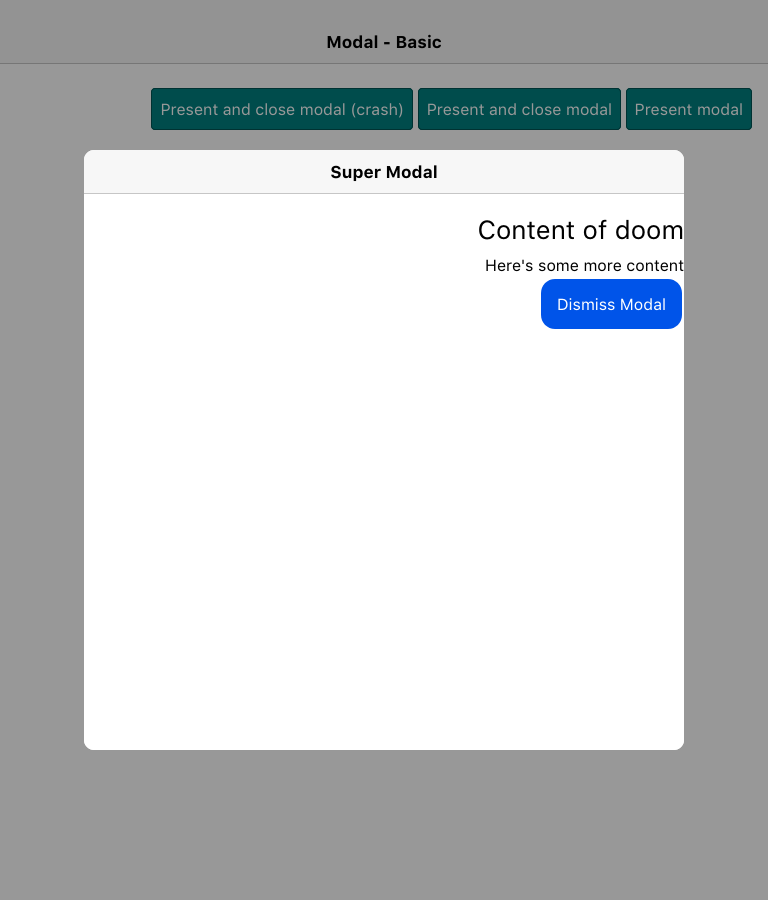 Modal - Basic
Present and close modal (crash) Present and close modal Present modal
Super Modal
Content of doom
Here's some more content
Dismiss Modal